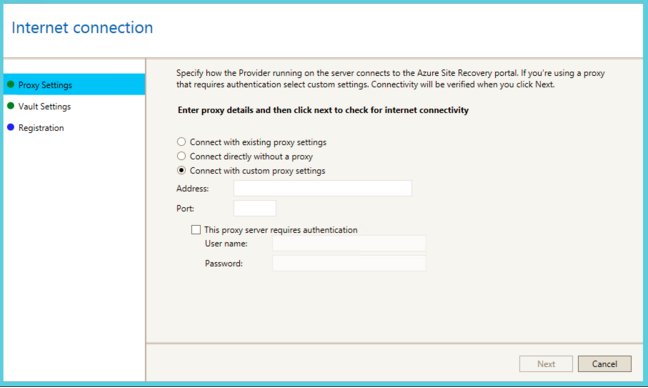 Internet connection
Proxy Settings
Vault Settings
Registration
Specify how the Provider running on the server connects to the Azure Site Recovery portal. If you're using a proxy
that requires authentication select custom settings. Connectivity will be verified when you click Next.
Enter proxy details and then click next to check for internet connectivity
Connect with existing proxy settings
Connect directly without a proxy
Connect with custom proxy settings
Address:
Port:
This proxy server requires authentication
User name:
Password:
Next
Cancel